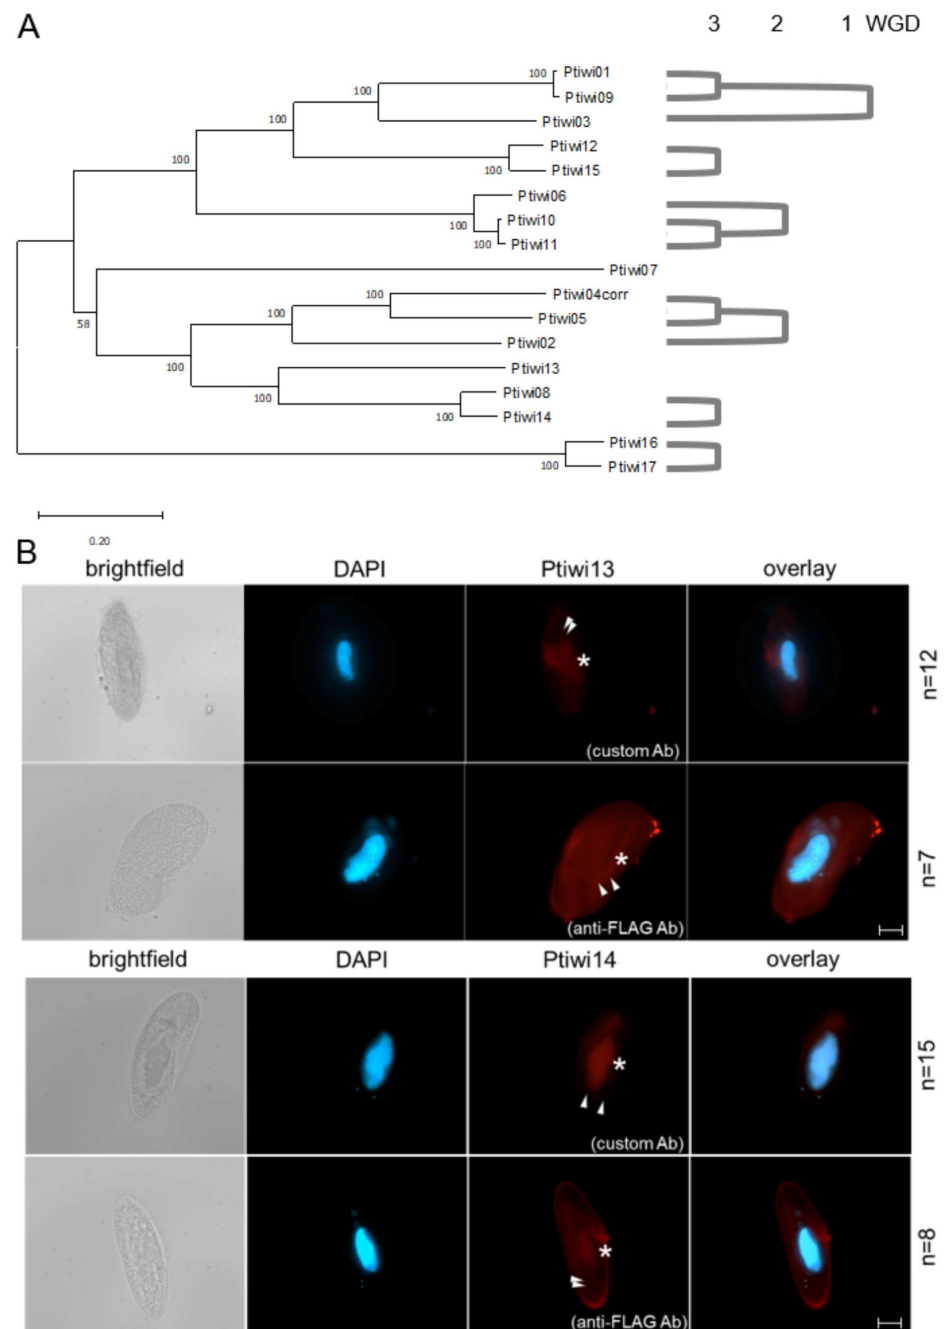 A
3 2 1 WGD
100 Ptiwi01
100 Ptiwi09
100 Ptiwi03
Ptiwi12
100 100 Ptiwi15
Ptiwi06
100 Ptiwi10
100 Ptiwi11
Ptiwi07
100 Ptiwi04corr
58 100 Ptiwi05
Ptiwi02
100 Ptiwi13
100 Ptiwi08
100 Ptiwi14
Ptiwi16
100 Ptiwi17
0.20
B
brightfield DAPI Ptiwi13 overlay
* n=12
(custom Ab)
* n=7
(anti-FLAG Ab)
brightfield DAPI Ptiwi14 overlay
* n=15
(custom Ab)
* n=8
(anti-FLAG Ab)